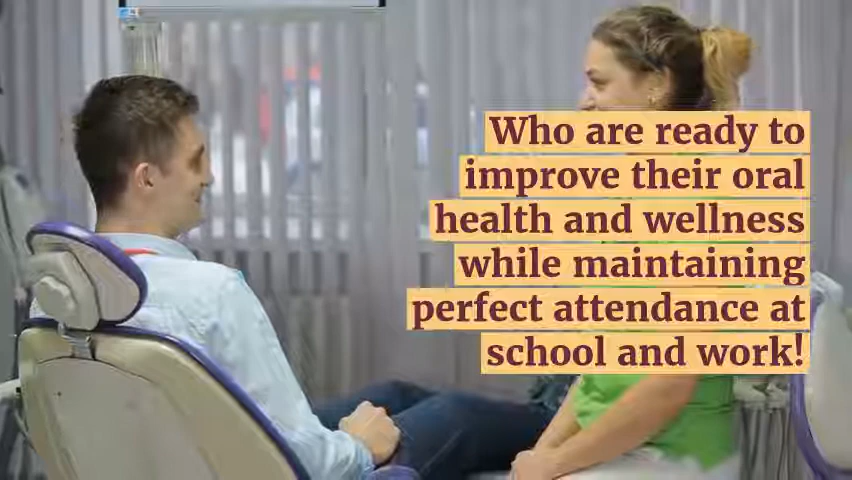 Who are ready to
improve their oral
health and wellness
while maintaining
perfect attendance at
school and work!